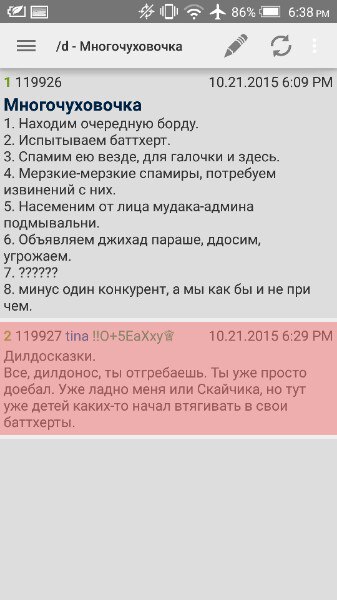 86% 6:38 PM
/d - Многочуховочка
1 119926 10.21.2015 6:09 PM
Многочуховочка
1. Находим очередную борду.
2. Испытываем баттхерт.
3. Спамим ею везде, для галочки и здесь.
4. Мерзкие-мерзкие спамиры, потребуем
извинений с них.
5. Насеменим от лица мудака-админа
подмывальни.
6. Объявляем джихад параше, ддосим,
угрожаем.
7. ??????
8. минус один конкурент, а мы как бы и не при
чем.
2 119927 tina !!O+5EaXxy♕ 10.21.2015 6:29 PM
Дилдосказки.
Все, дилдонос, ты отгребаешь. Ты уже просто
доебал. Уже ладно меня или Скайчика, но тут
уже детей каких-то начал втягивать в свои
баттхерты.